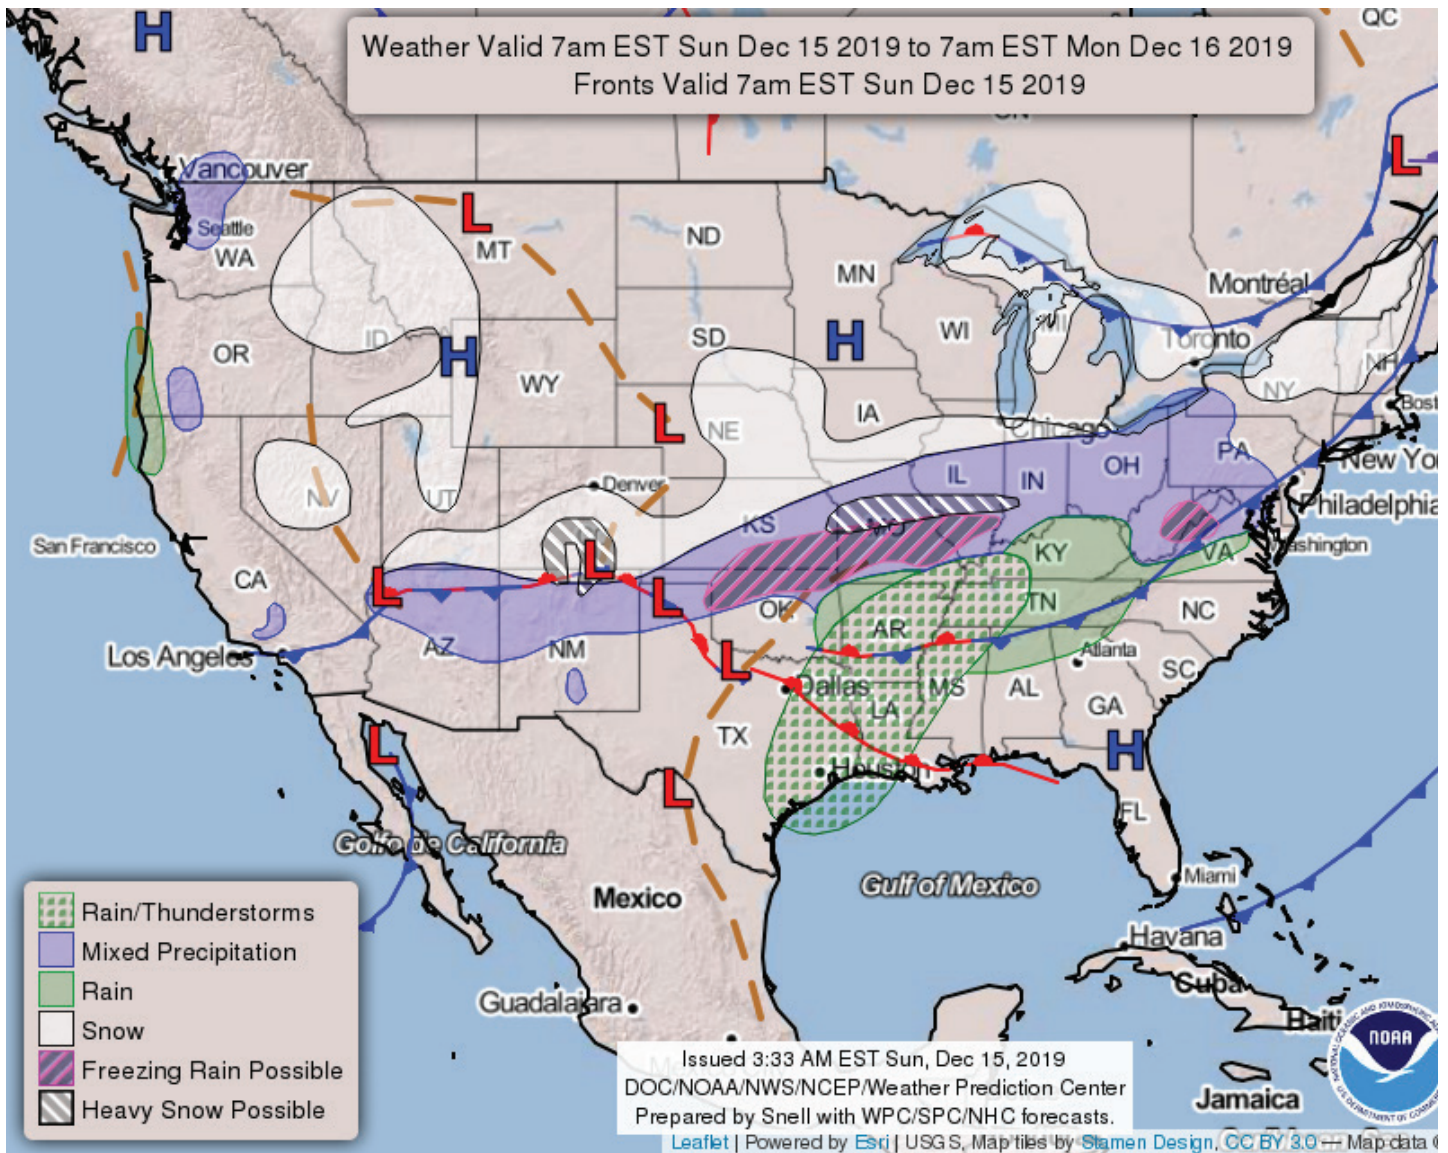 QC
Weather Valid 7am EST Sun Dec 15 2019 to 7am EST Mon Dec 16 2019
Fronts Valid 7am EST Sun Dec 15 2019
H
L
Vancouver
Seattle
WA
L
MT
ND
MN
Montréal
OR
ID
H
WY
SD
H
WI
MI
Toronto
NY
NH
IA
NE
L
Chicago
Bost
PA
New Yor
NV
UT
Denver
KS
IL
IN
OH
Philadelphia
MO
San Francisco
CA
L
L
L
OK
KY
VA
Washington
TN
NC
Los Angeles
AZ
NM
AR
Atlanta
SC
L
Dallas
MS
AL
GA
LA
TX
L
Houston
H
L
FL
Golfo de California
Mexico
Gulf of Mexico
Miami
Havana
Cuba
Haiti
Guadalajara
Mexico City
Jamaica
Rain/Thunderstorms
Mixed Precipitation
Rain
Snow
Freezing Rain Possible
Heavy Snow Possible
Issued 3:33 AM EST Sun, Dec 15, 2019
DOC/NOAA/NWS/NCEP/Weather Prediction Center
Prepared by Snell with WPC/SPC/NHC forecasts.
NOAA
Leaflet | Powered by Esri | USGS, Map tiles by Stamen Design, CC BY 3.0 — Map data ©